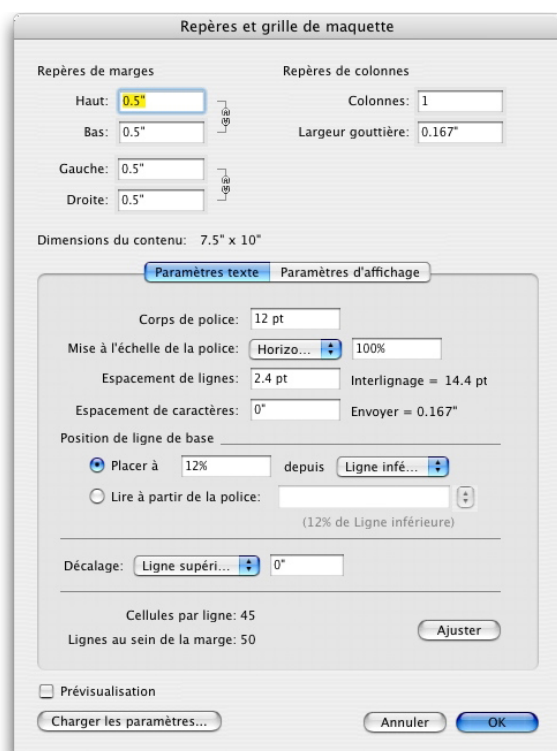 Repères et grille de maquette
Repères de marges
Haut: 0.5"
Bas: 0.5"
Gauche: 0.5"
Droite: 0.5"
Repères de colonnes
Colonnes: 1
Largeur gouttière: 0.167"
Dimensions du contenu: 7.5" x 10"
Paramètres texte Paramètres d'affichage
Corps de police: 12 pt
Mise à l'échelle de la police: Horizo... 100%
Espacement de lignes: 2.4 pt Interlignage = 14.4 pt
Espacement de caractères: 0" Envoyer = 0.167"
Position de ligne de base
Placer à 12% depuis Ligne infé...
Lire à partir de la police:
(12% de Ligne inférieure)
Décalage: Ligne supéri... 0"
Cellules par ligne: 45
Lignes au sein de la marge: 50
Ajuster
Prévisualisation
Charger les paramètres... Annuler OK